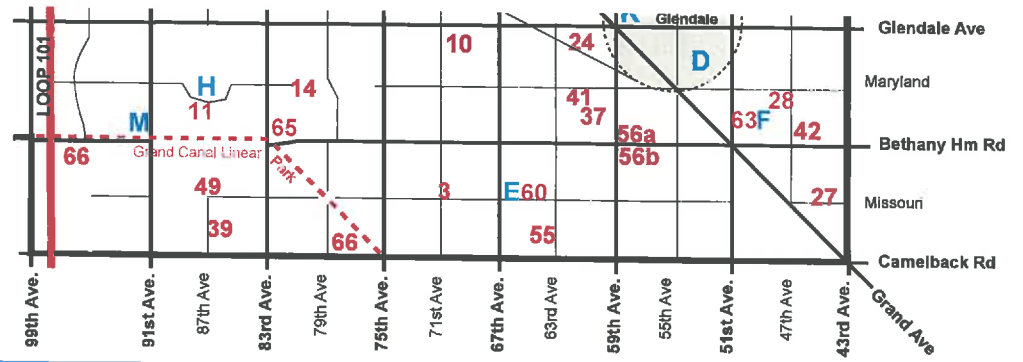 K Glendale
Glendale Ave
10
24
D
LOOP 101
Maryland
H
14
11
41
28
37
63 F
42
M
65
56a
Bethany Hm Rd
66
Grand Canal Linear
56b
Park
49
3
E 60
27
Missouri
39
66
55
Camelback Rd
99th Ave.
91st Ave.
87th Ave
83rd Ave.
79th Ave
75th Ave.
71st Ave
67th Ave.
63rd Ave
59th Ave.
55th Ave
51st Ave.
47th Ave
43rd Ave.
Grand Ave